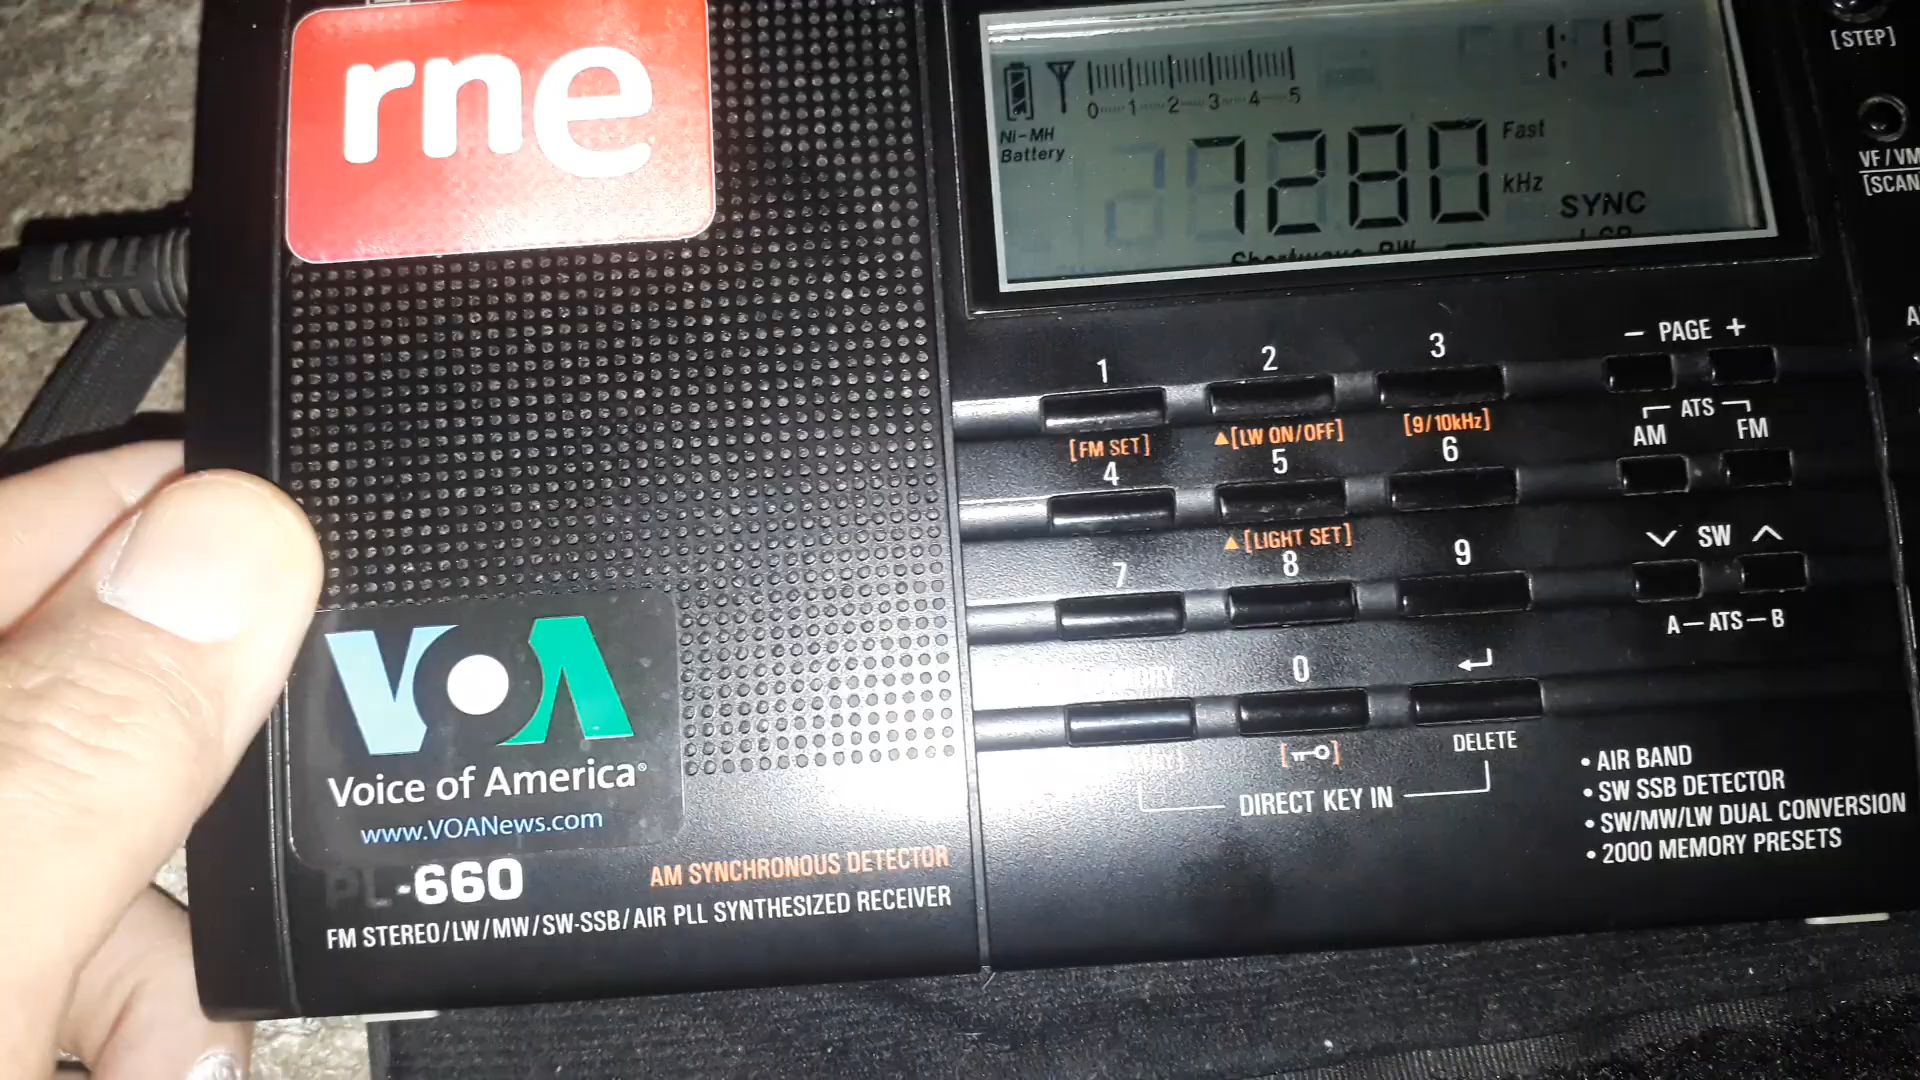 rne
1:15
0 1 2 3 4 5
Ni-MH
Battery
7280
Fast
kHz
SYNC
[STEP]
VF/VM
[SCAN
- PAGE +
1
2
3
ATS
AM
FM
[FM SET]
[LW ON/OFF]
[9/10kHz]
4
5
6
SW
[LIGHT SET]
7
8
9
A — ATS — B
0
DELETE
DIRECT KEY IN
VOA
Voice of America®
www.VOANews.com
PL-660
AM SYNCHRONOUS DETECTOR
FM STEREO/LW/MW/SW-SSB/AIR PLL SYNTHESIZED RECEIVER
• AIR BAND
• SW SSB DETECTOR
• SW/MW/LW DUAL CONVERSION
• 2000 MEMORY PRESETS